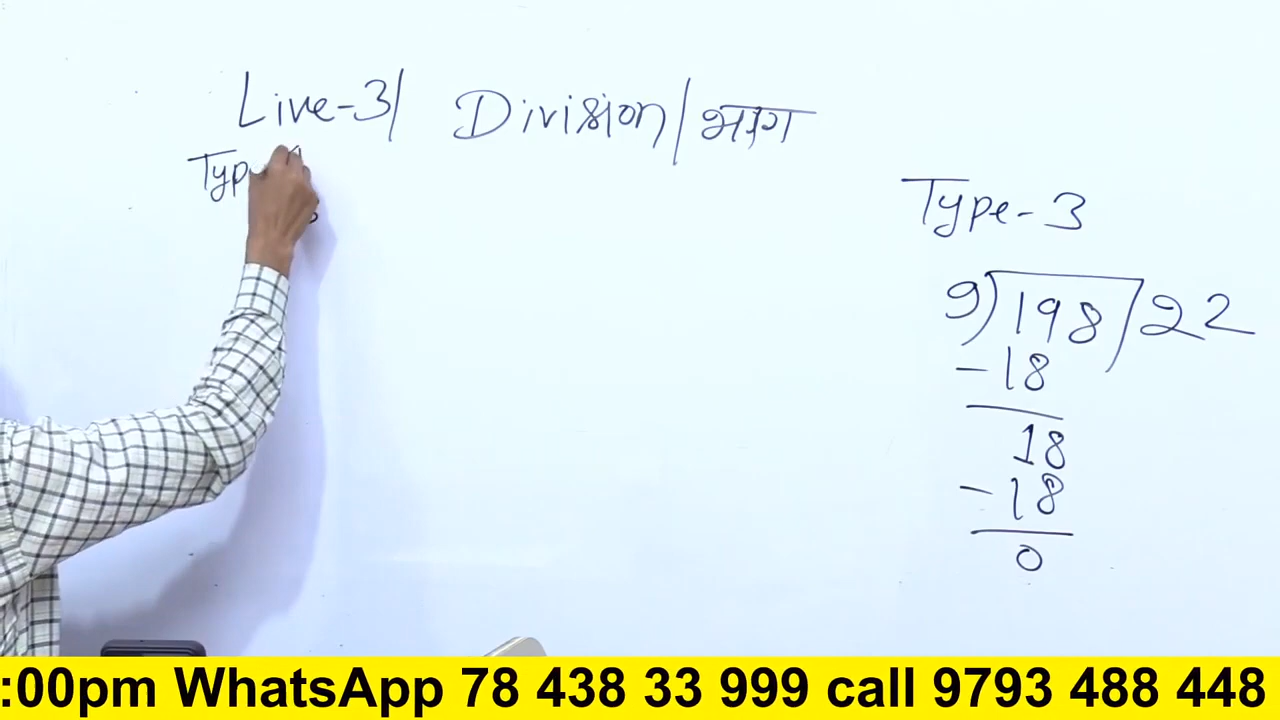 Live-3/ Division/भाग
Typ
Type-3
9)198/22
-18
18
-18
0
:00pm WhatsApp 78 438 33 999 call 9793 488 448